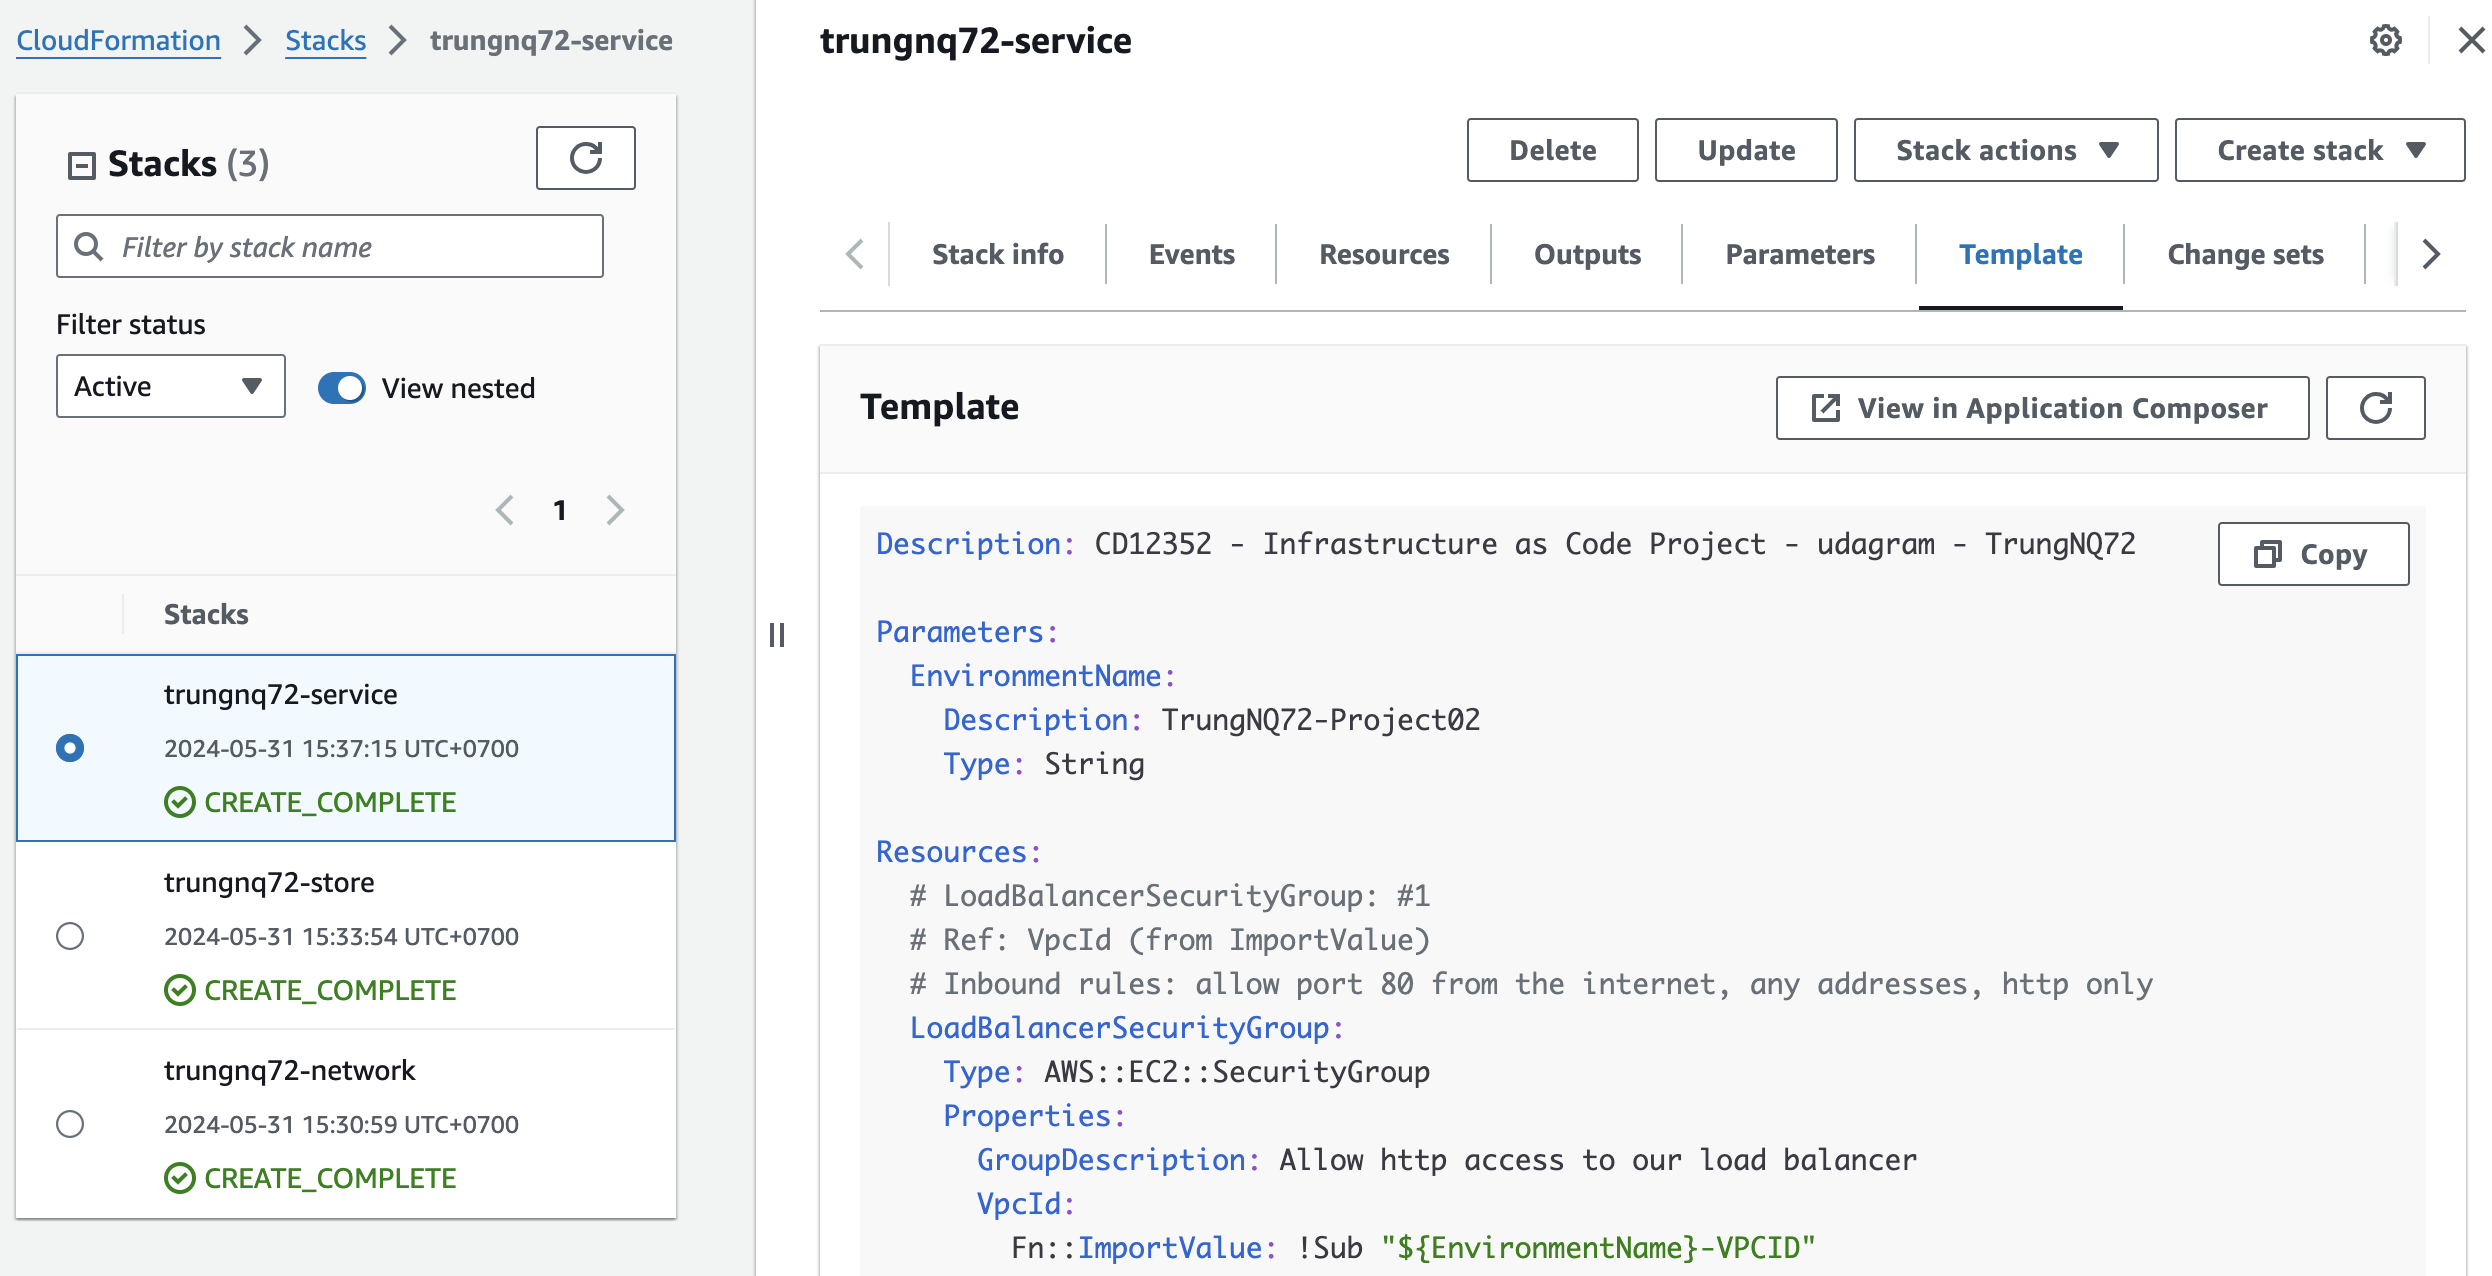 CloudFormation > Stacks > trungnq72-service
Stacks (3)
Filter by stack name
Filter status
Active
View nested
1
Stacks
trungnq72-service
2024-05-31 15:37:15 UTC+0700
CREATE_COMPLETE
trungnq72-store
2024-05-31 15:33:54 UTC+0700
CREATE_COMPLETE
trungnq72-network
2024-05-31 15:30:59 UTC+0700
CREATE_COMPLETE
trungnq72-service
Delete Update Stack actions Create stack
Stack info Events Resources Outputs Parameters Template Change sets
Template
View in Application Composer
Copy
Description: CD12352 - Infrastructure as Code Project - udagram - TrungNQ72
Parameters:
EnvironmentName:
Description: TrungNQ72-Project02
Type: String
Resources:
# LoadBalancerSecurityGroup: #1
# Ref: VpcId (from ImportValue)
# Inbound rules: allow port 80 from the internet, any addresses, http only
LoadBalancerSecurityGroup:
Type: AWS::EC2::SecurityGroup
Properties:
GroupDescription: Allow http access to our load balancer
VpcId:
Fn::ImportValue: !Sub "${EnvironmentName}-VPCID"